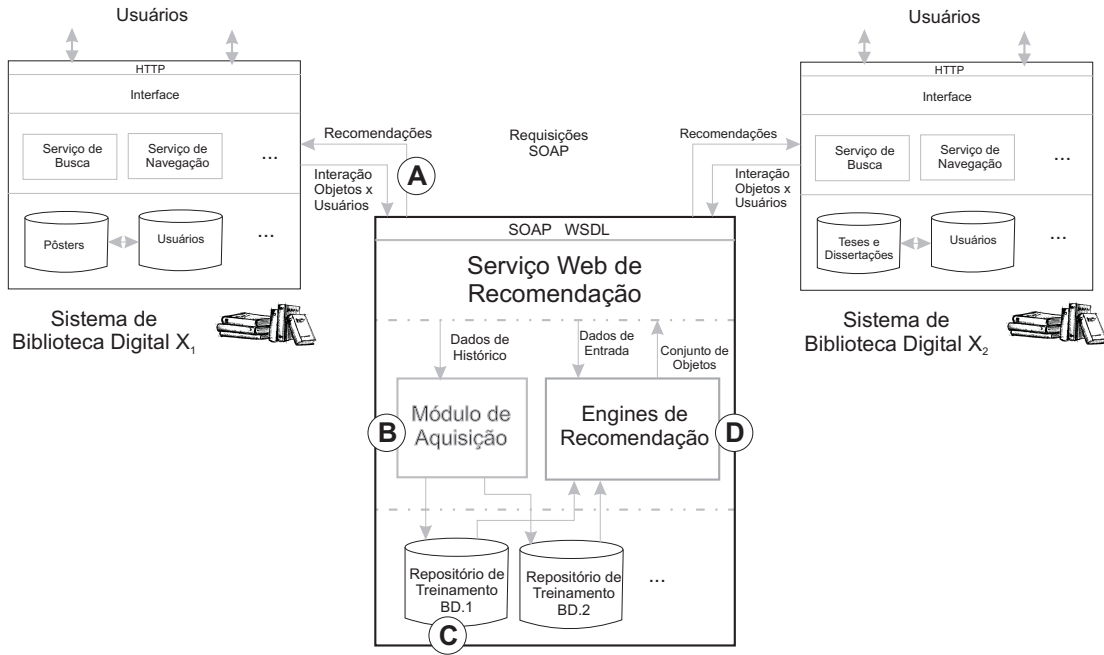 Usuários
HTTP
Interface
Serviço de
Busca
Serviço de
Navegação
...
Pôsters
Usuários
...
Sistema de
Biblioteca Digital X1
Recomendações
Interação
Objetos x
Usuários
A
Requisições
SOAP
Recomendações
Interação
Objetos x
Usuários
Usuários
HTTP
Interface
Serviço de
Busca
Serviço de
Navegação
...
Teses e
Dissertações
Usuários
...
Sistema de
Biblioteca Digital X2
SOAP WSDL
Serviço Web de
Recomendação
Dados de
Histórico
Dados de
Entrada
Conjunto de
Objetos
B
Módulo de
Aquisição
Engines de
Recomendação
D
Repositório de
Treinamento
BD.1
C
Repositório de
Treinamento
BD.2
...